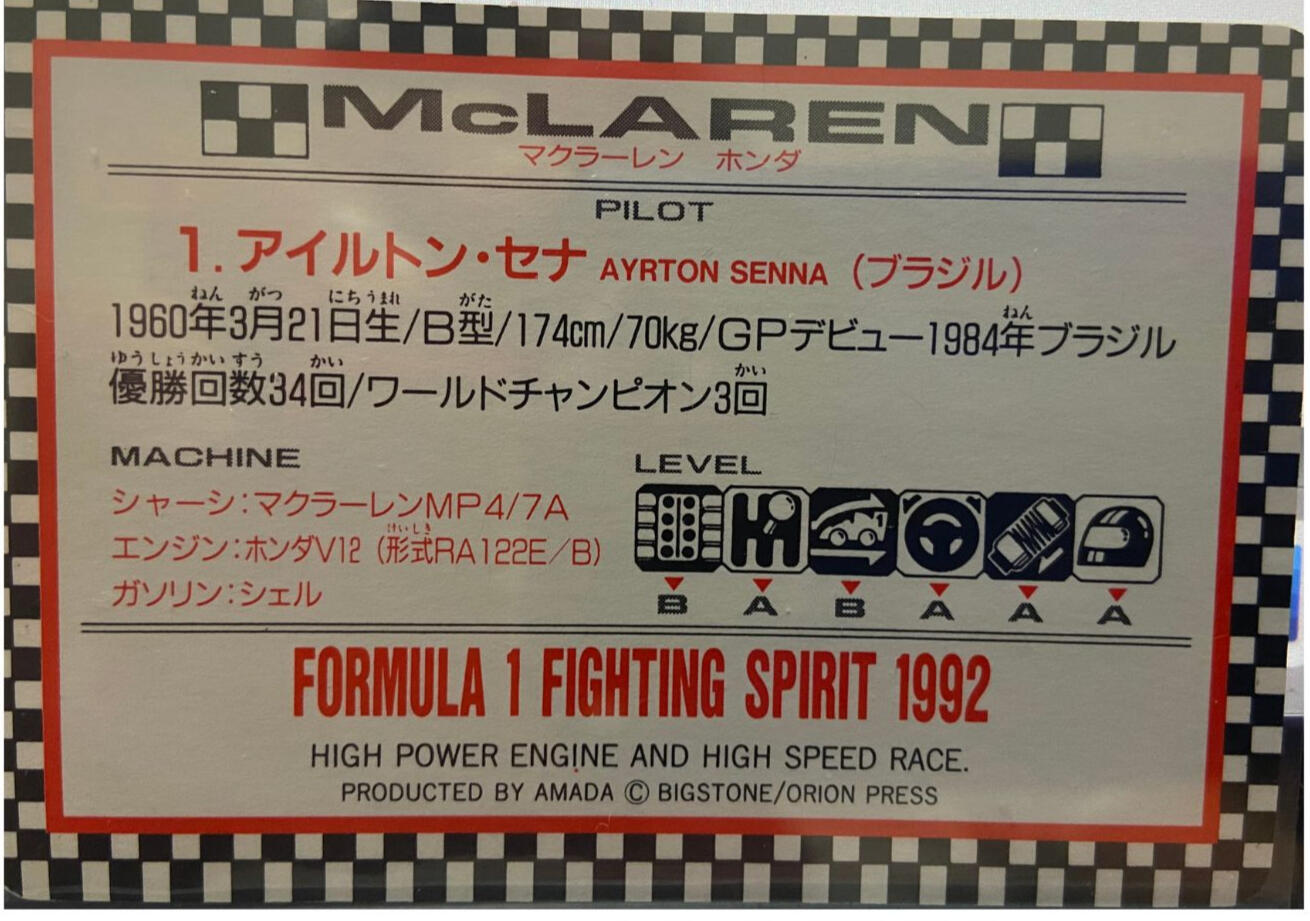 McLAREN
マクラーレン ホンダ
PILOT
1.アイルトン・セナ AYRTON SENNA (ブラジル)
ねん がつ にちうまれ がた ねん
1960年3月21日生/B型/174cm/70kg/GPデビュー1984年ブラジル
ゆうしょうかいすう かい かい
優勝回数34回/ワールドチャンピオン3回
MACHINE
シャーシ:マクラーレンMP4/7A
けいしき
エンジン:ホンダV12 (形式RA122E/B)
ガソリン:シェル
LEVEL
B A B A A A
FORMULA 1 FIGHTING SPIRIT 1992
HIGH POWER ENGINE AND HIGH SPEED RACE.
PRODUCTED BY AMADA © BIGSTONE/ORION PRESS